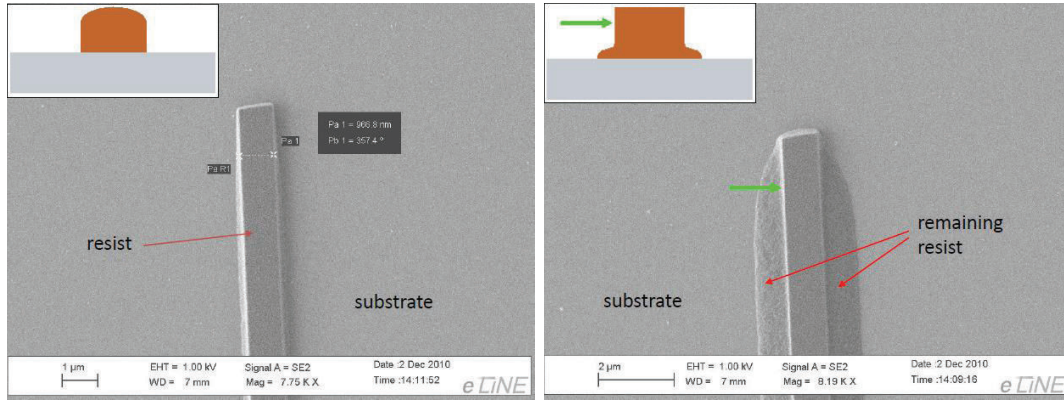 Pa 1 = 966.8 nm
Pb 1 = 357.4 °
Pa 1
Pa R1
resist
substrate
1 µm
EHT = 1.00 kV
WD = 7 mm
Signal A = SE2
Mag = 7.75 K X
Date :2 Dec 2010
Time :14:11:52
eLiNE
remaining
resist
substrate
2 µm
EHT = 1.00 kV
WD = 7 mm
Signal A = SE2
Mag = 8.19 K X
Date :2 Dec 2010
Time :14:09:16
eLiNE